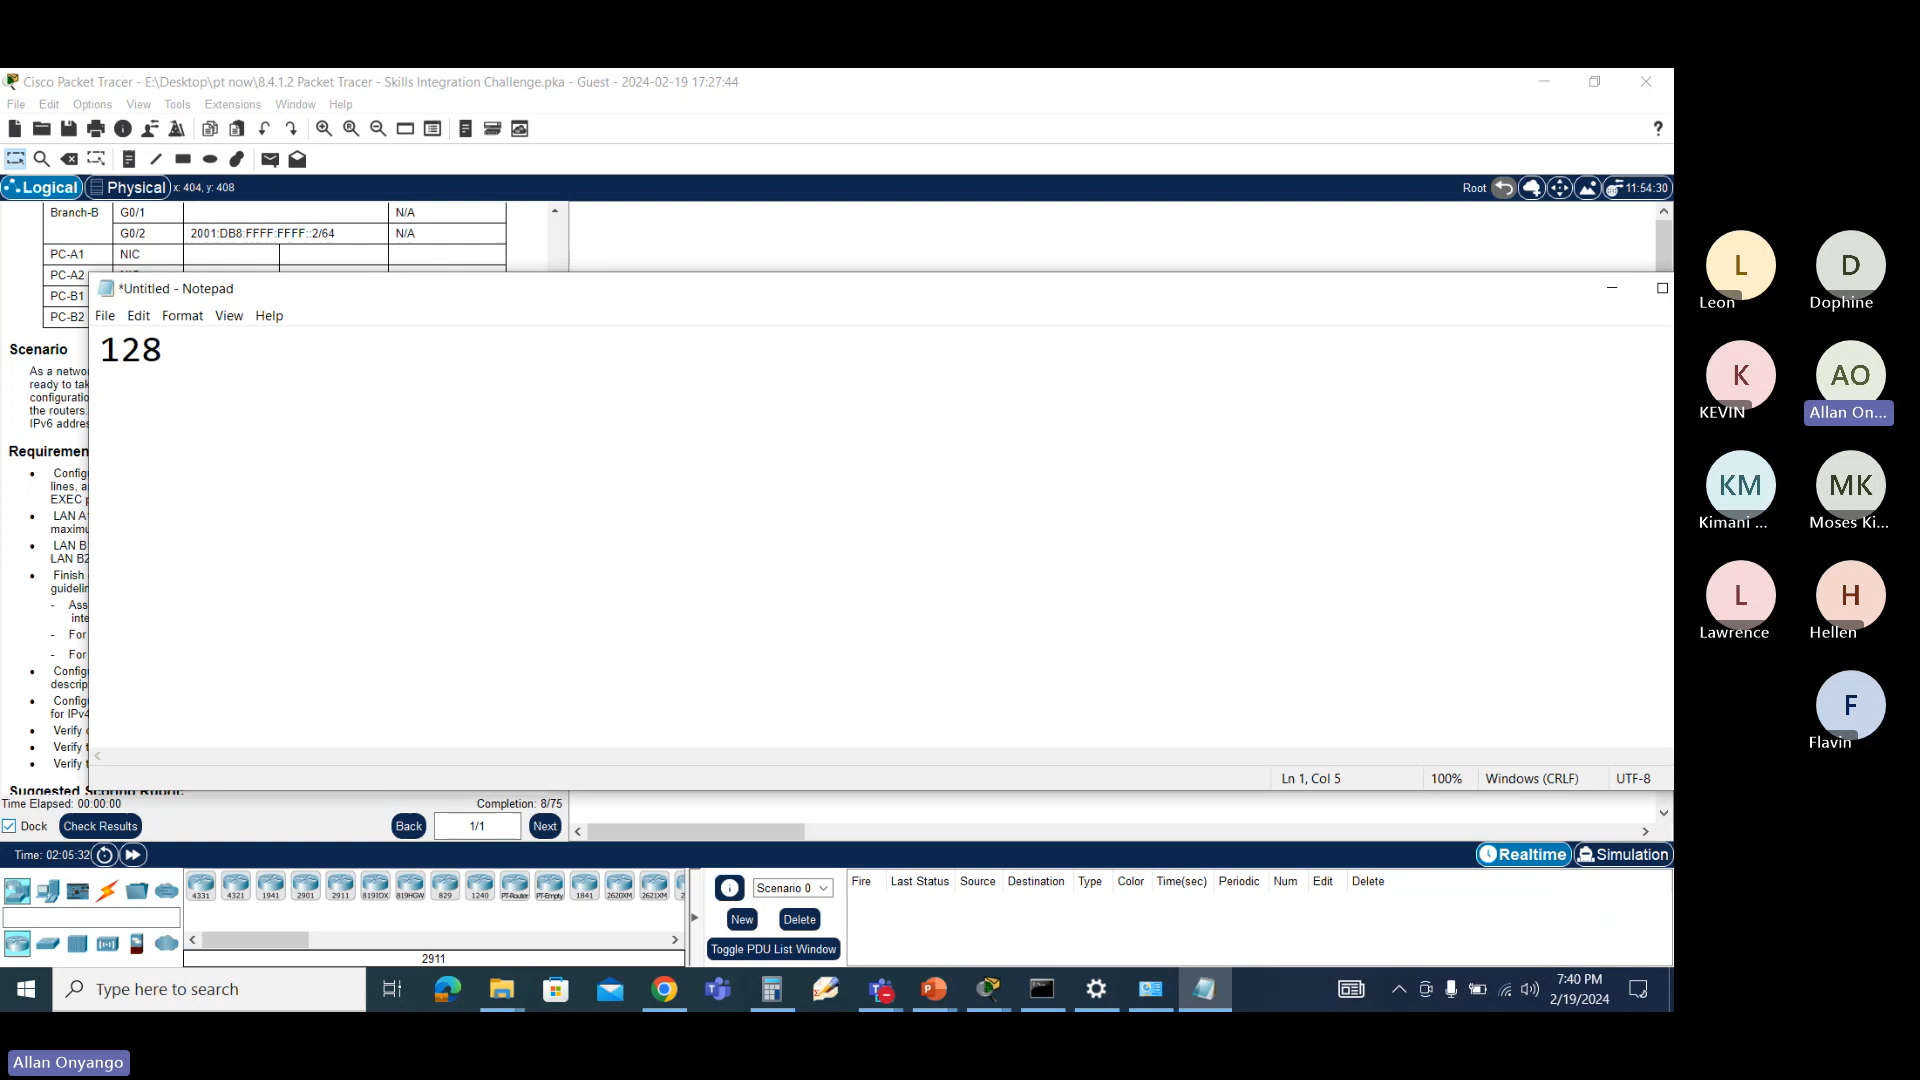 Cisco Packet Tracer - E:\Desktop\pt now\8.4.1.2 Packet Tracer - Skills Integration Challenge.pka - Guest - 2024-02-19 17:27:44
File Edit Options View Tools Extensions Window Help
?
Logical Physical x: 404, y: 408
Root 11:54:30
Branch-B G0/1 N/A
G0/2 2001:DB8:FFFF:FFFF::2/64 N/A
PC-A1 NIC
PC-A2
PC-B1
PC-B2
*Untitled - Notepad
File Edit Format View Help
128
Scenario
As a netwo
ready to tak
configuration
the routers.
IPv6 addres
Requiremen
Config
lines, a
EXEC p
LAN A
maximu
LAN B
LAN B2
Finish
guidelin
- Ass
inte
- For
- For
Config
descrip
Config
for IPv4
Verify
Verify t
Verify t
Suggested Scoring Rubric
Ln 1, Col 5 100% Windows (CRLF) UTF-8
Time Elapsed: 00:00:00 Completion: 8/75
Dock Check Results Back 1/1 Next
Time: 02:05:32
Realtime Simulation
4331 4321 1941 2901 2911 819IOX 819HGW 829 1240 PT-Router PT-Empty 1841 2620XM 2621XM
2911
Scenario 0
New Delete
Toggle PDU List Window
Fire Last Status Source Destination Type Color Time(sec) Periodic Num Edit Delete
Type here to search
7:40 PM
2/19/2024
L
Leon
D
Dophine
K
KEVIN
AO
Allan On...
KM
Kimani ...
MK
Moses Ki...
L
Lawrence
H
Hellen
F
Flavin
Allan Onyango